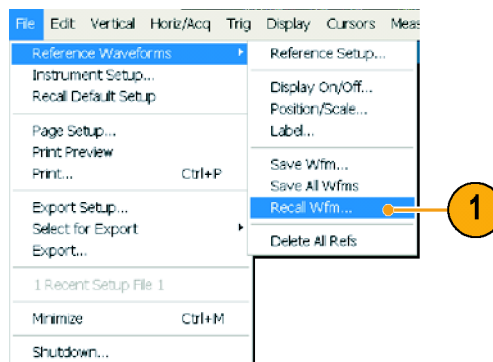 File Edit Vertical Horiz/Acq Trig Display Cursors Meas
Reference Waveforms
Instrument Setup...
Recall Default Setup
Page Setup...
Print Preview
Print... Ctrl+P
Export Setup...
Select for Export
Export...
1 Recent Setup File 1
Minimize Ctrl+M
Shutdown...
Reference Setup...
Display On/Off...
Position/Scale...
Label...
Save Wfm...
Save All Wfms
Recall Wfm...
Delete All Refs
1